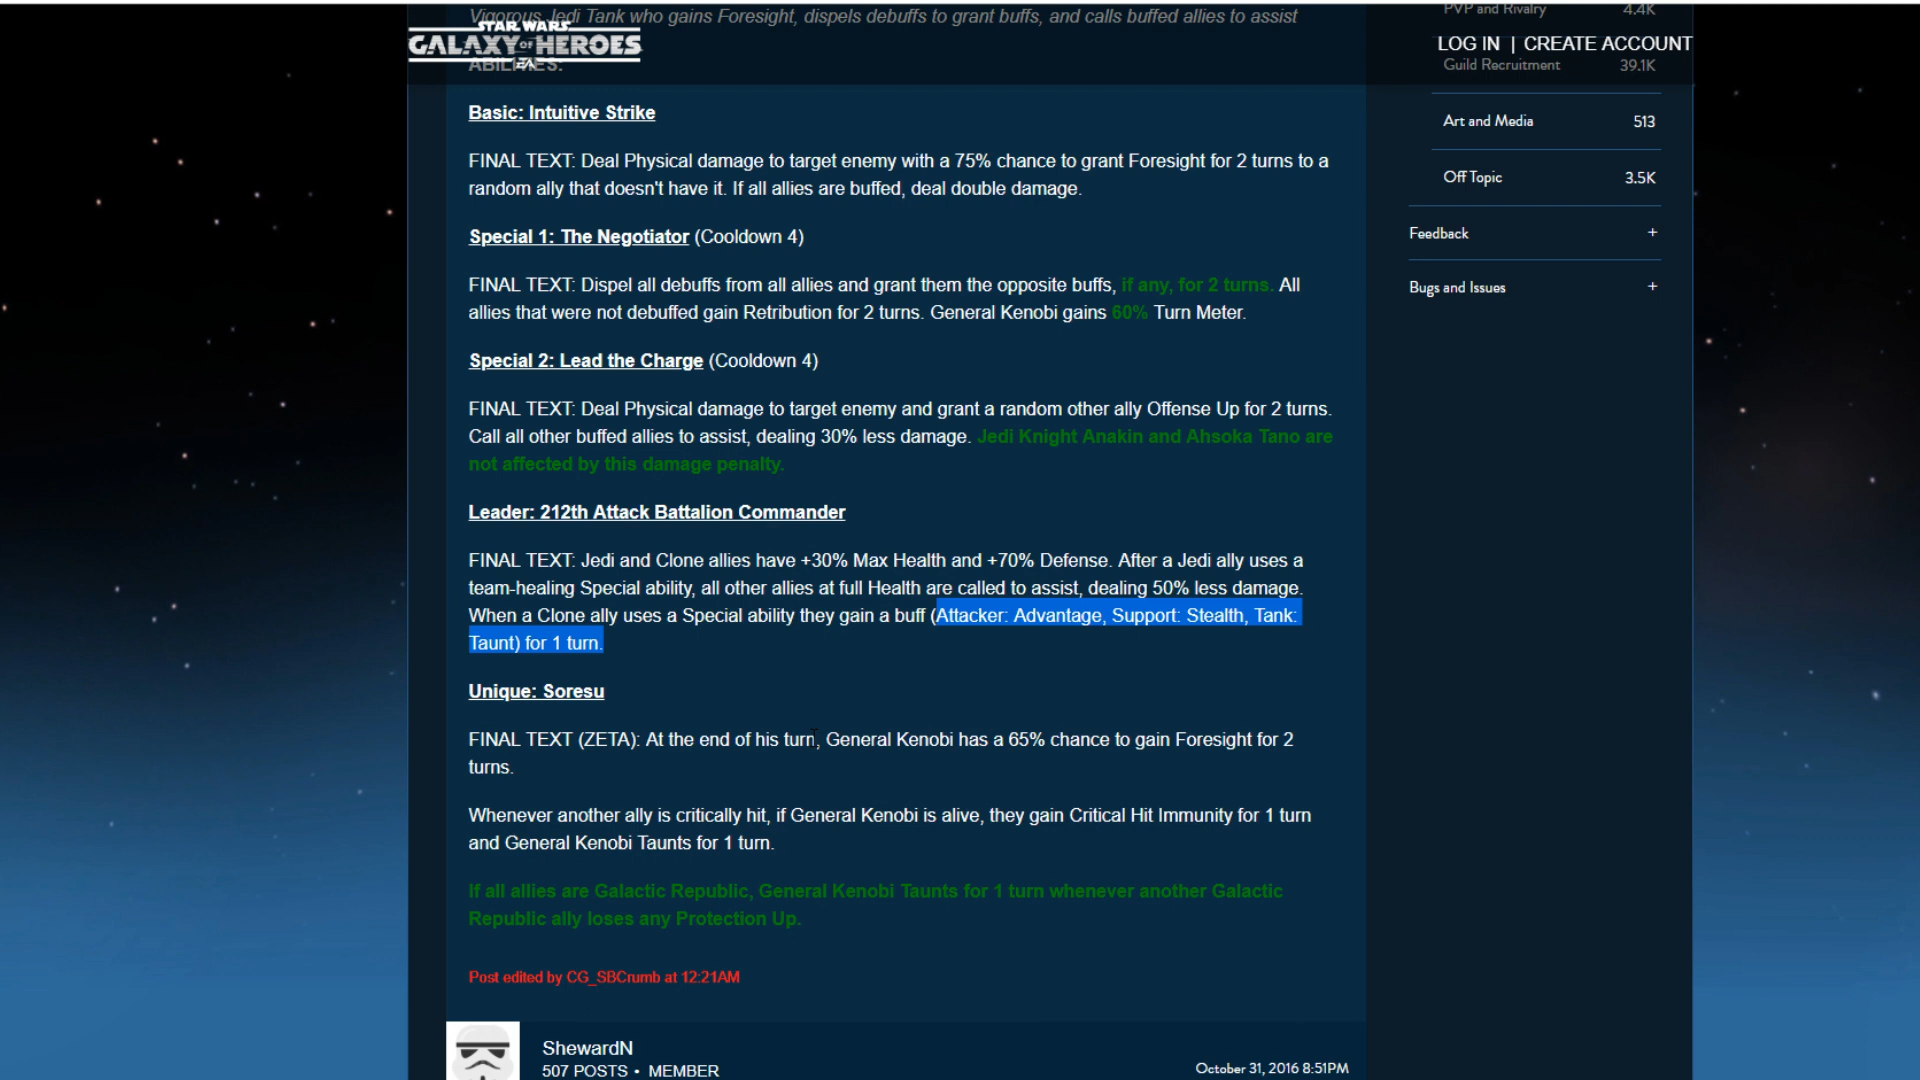 Vigorous Jedi Tank who gains Foresight, dispels debuffs to grant buffs, and calls buffed allies to assist
PVP and Rivalry 4.4K
STAR WARS
GALAXY OF HEROES
EA
LOG IN | CREATE ACCOUNT
ABILITIES:
Guild Recruitment 39.1K
Basic: Intuitive Strike
Art and Media 513
FINAL TEXT: Deal Physical damage to target enemy with a 75% chance to grant Foresight for 2 turns to a
random ally that doesn't have it. If all allies are buffed, deal double damage.
Off Topic 3.5K
Special 1: The Negotiator (Cooldown 4)
Feedback +
FINAL TEXT: Dispel all debuffs from all allies and grant them the opposite buffs, if any, for 2 turns. All
allies that were not debuffed gain Retribution for 2 turns. General Kenobi gains 60% Turn Meter.
Bugs and Issues +
Special 2: Lead the Charge (Cooldown 4)
FINAL TEXT: Deal Physical damage to target enemy and grant a random other ally Offense Up for 2 turns.
Call all other buffed allies to assist, dealing 30% less damage. Jedi Knight Anakin and Ahsoka Tano are
not affected by this damage penalty.
Leader: 212th Attack Battalion Commander
FINAL TEXT: Jedi and Clone allies have +30% Max Health and +70% Defense. After a Jedi ally uses a
team-healing Special ability, all other allies at full Health are called to assist, dealing 50% less damage.
When a Clone ally uses a Special ability they gain a buff (Attacker: Advantage, Support: Stealth, Tank:
Taunt) for 1 turn.
Unique: Soresu
FINAL TEXT (ZETA): At the end of his turn, General Kenobi has a 65% chance to gain Foresight for 2
turns.
Whenever another ally is critically hit, if General Kenobi is alive, they gain Critical Hit Immunity for 1 turn
and General Kenobi Taunts for 1 turn.
If all allies are Galactic Republic, General Kenobi Taunts for 1 turn whenever another Galactic
Republic ally loses any Protection Up.
Post edited by CG_SBCrumb at 12:21AM
ShewardN
507 POSTS • MEMBER
October 31, 2016 8:51PM